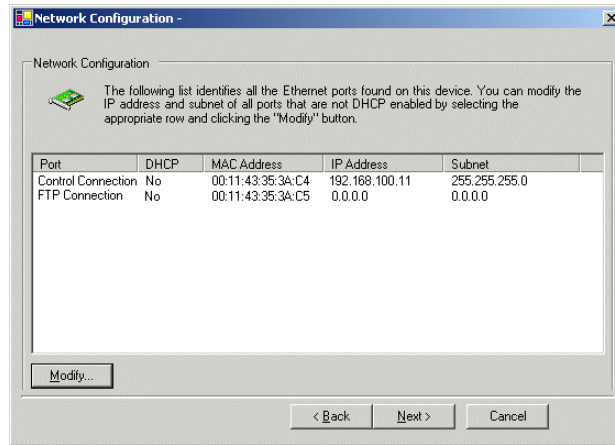 Network Configuration -
Network Configuration
The following list identifies all the Ethernet ports found on this device. You can modify the
IP address and subnet of all ports that are not DHCP enabled by selecting the
appropriate row and clicking the "Modify" button.
Port DHCP MAC Address IP Address Subnet
Control Connection No 00:11:43:35:3A:C4 192.168.100.11 255.255.255.0
FTP Connection No 00:11:43:35:3A:C5 0.0.0.0 0.0.0.0
Modify...
< Back Next > Cancel